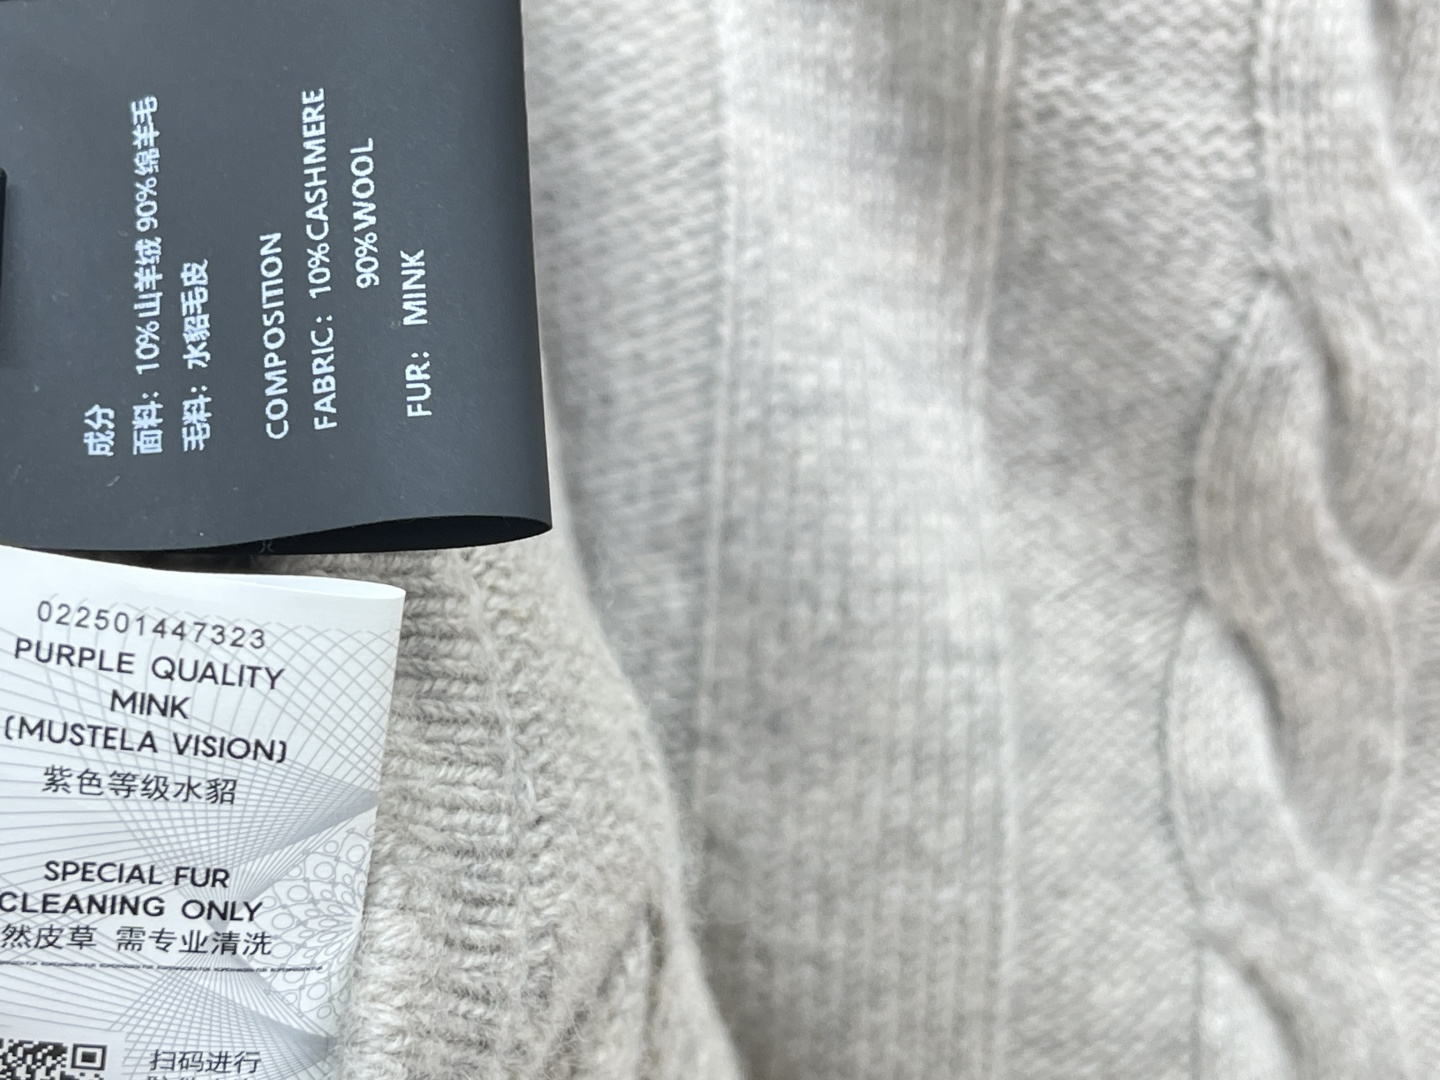 成分
面料：10%山羊绒 90%绵羊毛
毛料：水貂毛皮
COMPOSITION
FABRIC：10%CASHMERE
90%WOOL
FUR： MINK
022501447323
PURPLE QUALITY
MINK
(MUSTELA VISION)
紫色等级水貂
SPECIAL FUR
CLEANING ONLY
然皮草 需专业清洗
扫码进行